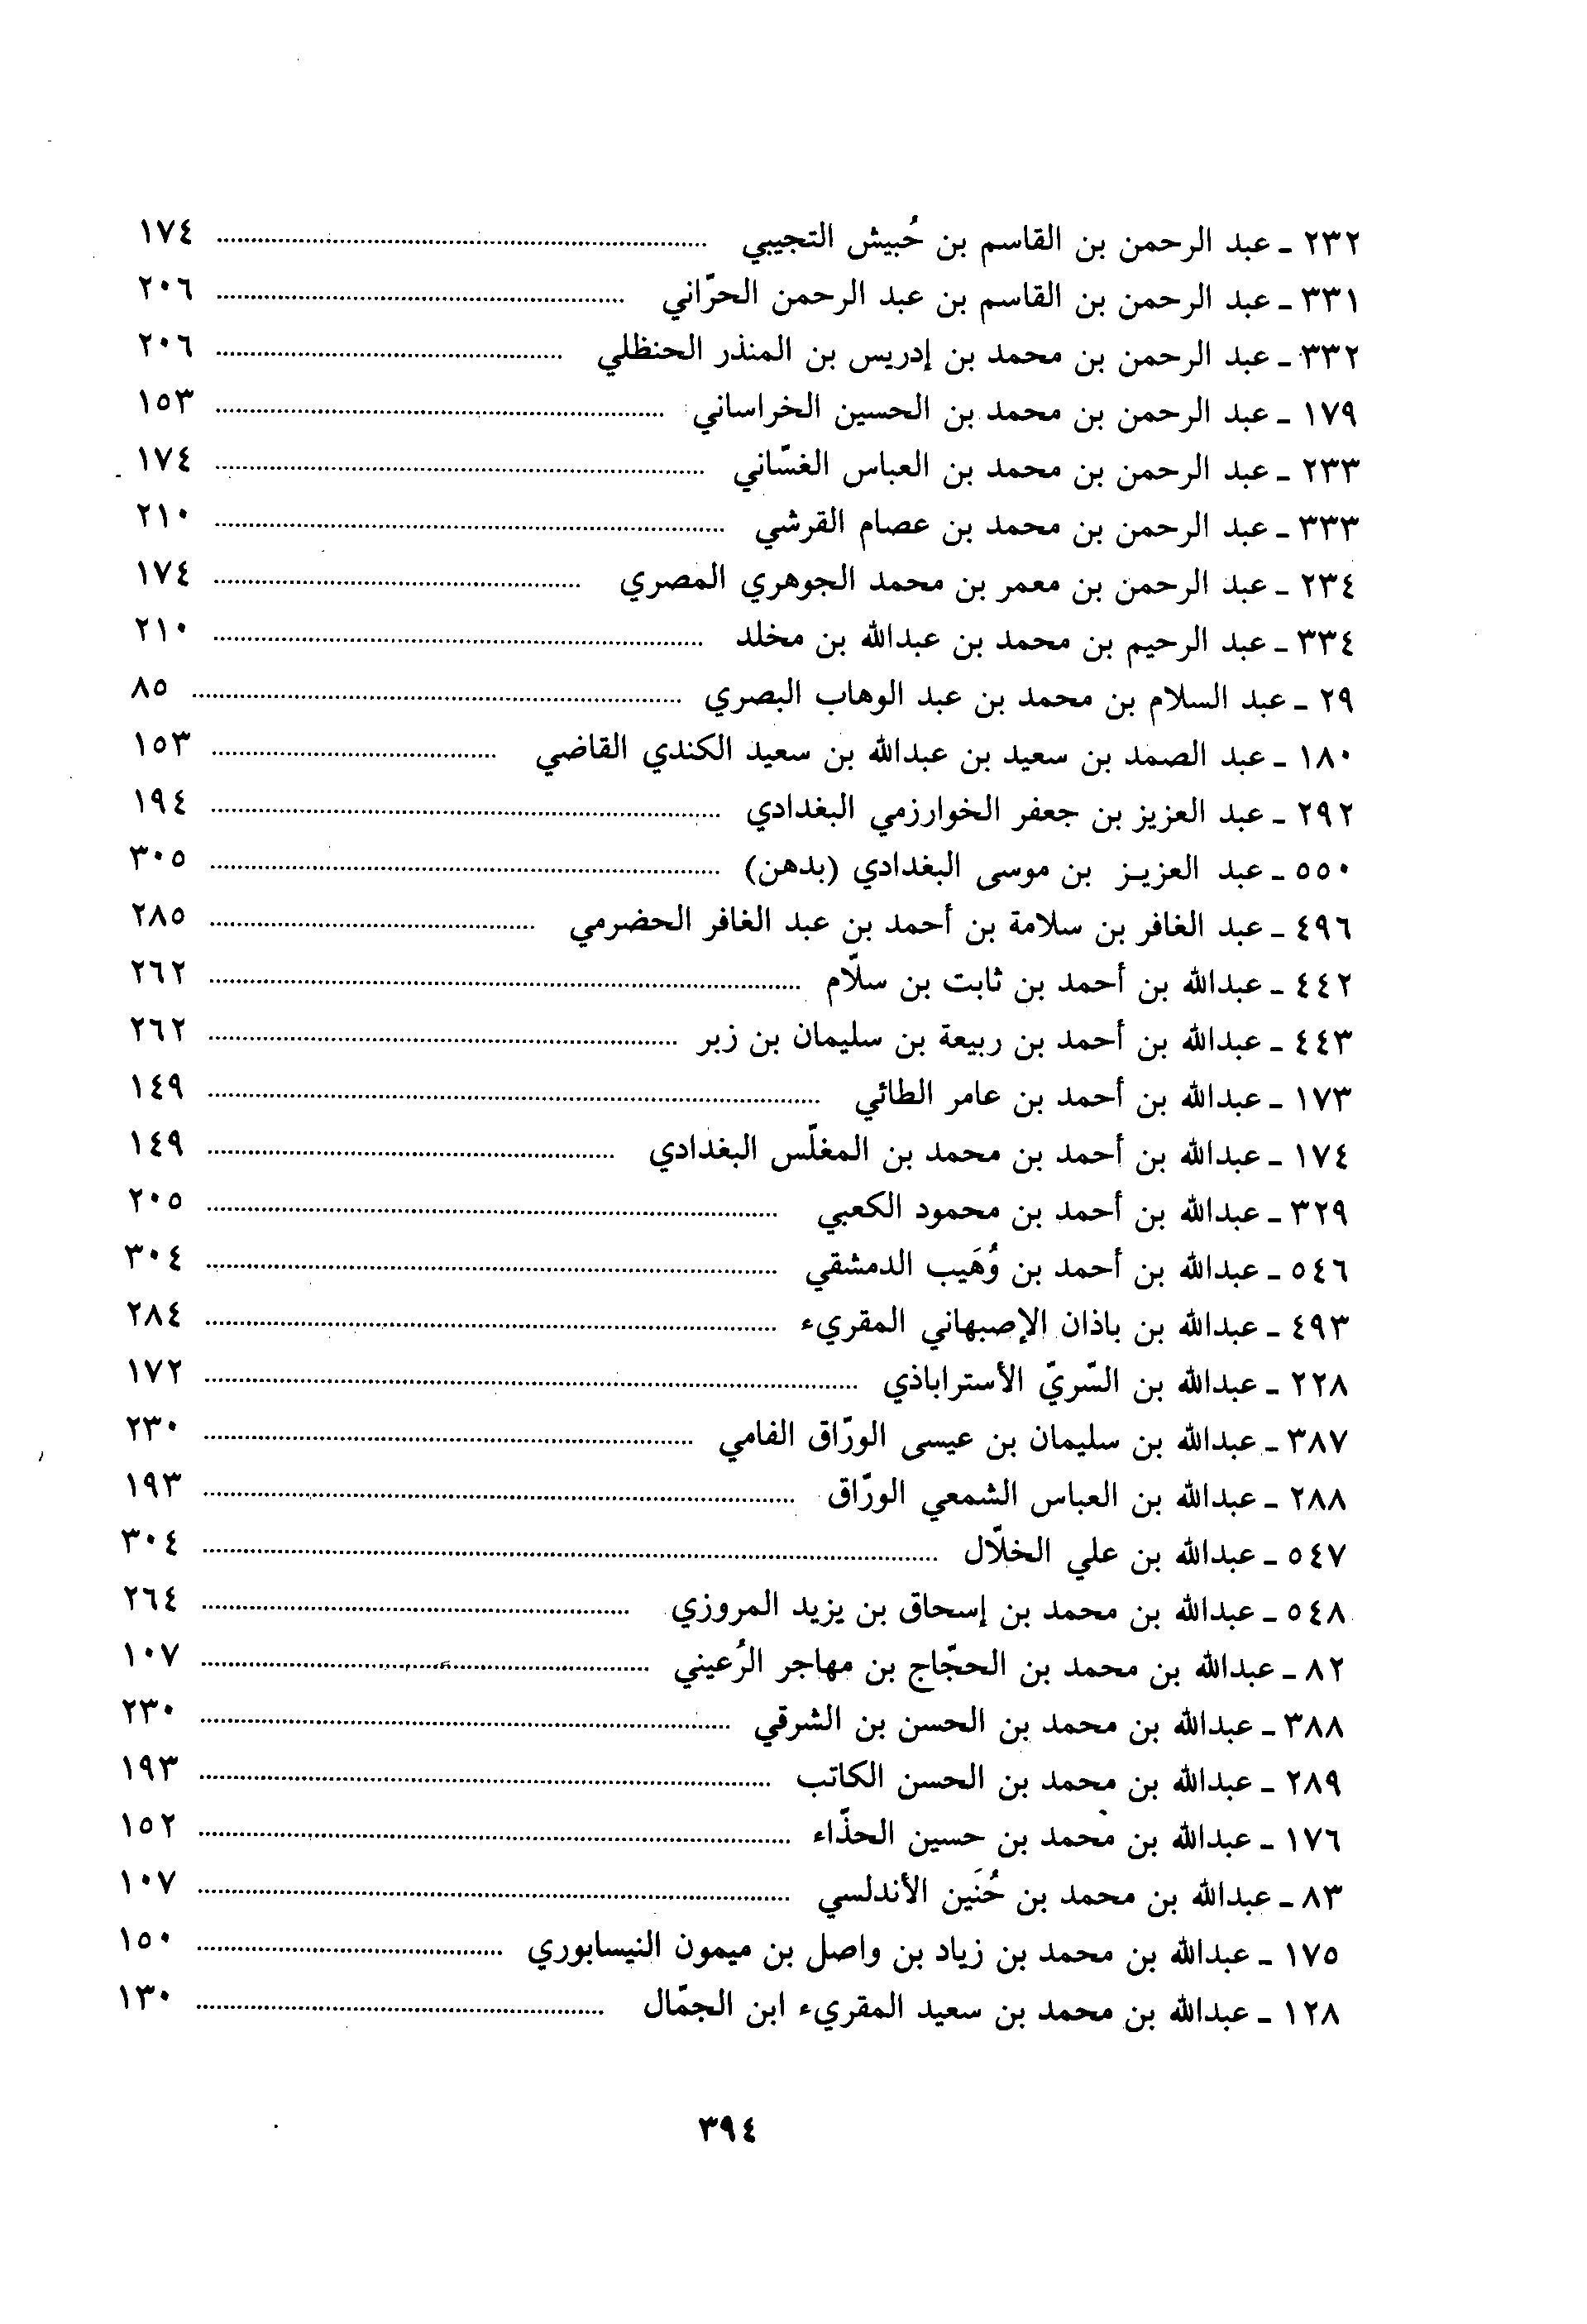 ٢٣٢ - عبد الرحمن بن القاسم بن حُبيش التجيبي ........ ١٧٤
٣٣١ - عبد الرحمن بن القاسم بن عبد الرحمن الحرّاني ........ ٢٠٦
٣٣٢ - عبد الرحمن بن محمد بن إدريس بن المنذر الحنظلي ........ ٢٠٦
١٧٩ - عبد الرحمن بن محمد بن الحسين الخراساني ........ ١٥٣
٢٣٣ - عبد الرحمن بن محمد بن العباس الغسّاني ........ ١٧٤
٣٣٣ - عبد الرحمن بن محمد بن عصام القرشي ........ ٢١٠
٢٣٤ - عبد الرحمن بن معمر بن محمد الجوهري المصري ........ ١٧٤
٣٣٤ - عبد الرحيم بن محمد بن عبدالله بن مخلد ........ ٢١٠
٢٩ - عبد السلام بن محمد بن عبد الوهاب البصري ........ ٨٥
١٨٠ - عبد الصمد بن سعيد بن عبدالله بن سعيد الكندي القاضي ........ ١٥٣
٢٩٢ - عبد العزيز بن جعفر الخوارزمي البغدادي ........ ١٩٤
٥٥٠ - عبد العزيـز بن موسى البغدادي (بدهن) ........ ٣٠٥
٤٩٦ - عبد الغافر بن سلامة بن أحمد بن عبد الغافر الحضرمي ........ ٢٨٥
٤٤٢ - عبدالله بن أحمد بن ثابت بن سلّام ........ ٢٦٢
٤٤٣ - عبدالله بن أحمد بن ربيعة بن سليمان بن زبر ........ ٢٦٢
١٧٣ - عبدالله بن أحمد بن عامر الطائي ........ ١٤٩
١٧٤ - عبدالله بن أحمد بن محمد بن المغلّس البغدادي ........ ١٤٩
٣٢٩ - عبدالله بن أحمد بن محمود الكعبي ........ ٢٠٥
٥٤٦ - عبدالله بن أحمد بن وُهَيب الدمشقي ........ ٣٠٤
٤٩٣ - عبدالله بن باذان الإصبهاني المقريء ........ ٢٨٤
٢٢٨ - عبدالله بن السّريّ الأستراباذي ........ ١٧٢
٣٨٧ - عبدالله بن سليمان بن عيسى الورّاق الفامي ........ ٢٣٠
٢٨٨ - عبدالله بن العباس الشمعي الورّاق ........ ١٩٣
٥٤٧ - عبدالله بن علي الخلّال ........ ٣٠٤
٥٤٨ - عبدالله بن محمد بن إسحاق بن يزيد المروزي ........ ٢٦٤
٨٢ - عبدالله بن محمد بن الحجّاج بن مهاجر الرُعيني ........ ١٠٧
٣٨٨ - عبدالله بن محمد بن الحسن بن الشرقي ........ ٢٣٠
٢٨٩ - عبدالله بن محمد بن الحسن الكاتب ........ ١٩٣
١٧٦ - عبدالله بن محمد بن حسين الحذّاء ........ ١٥٢
٨٣ - عبدالله بن محمد بن حُنَين الأندلسي ........ ١٠٧
١٧٥ - عبدالله بن محمد بن زياد بن واصل بن ميمون النيسابوري ........ ١٥٠
١٢٨ - عبدالله بن محمد بن سعيد المقريء ابن الجمّال ........ ١٣٠
٣٩٤